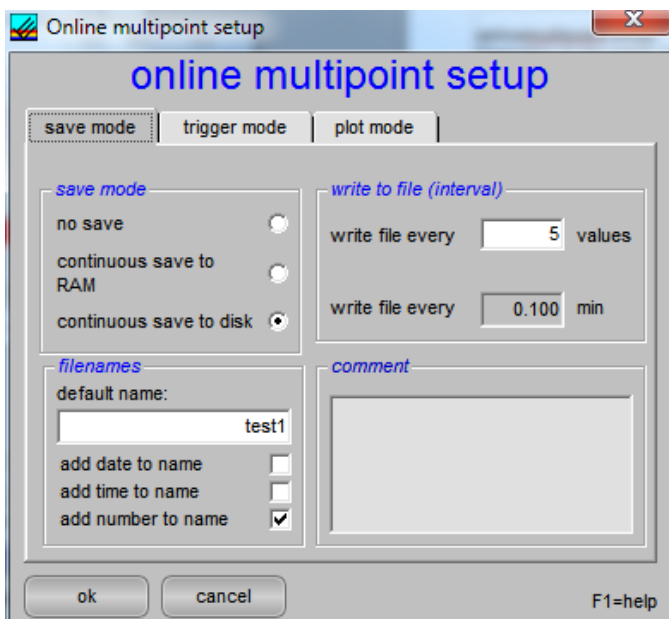 Online multipoint setup
online multipoint setup
save mode trigger mode plot mode
save mode
no save
continuous save to
RAM
continuous save to disk
write to file (interval)
write file every 5 values
write file every 0.100 min
filenames
default name:
test1
add date to name
add time to name
add number to name
comment
ok cancel
F1=help